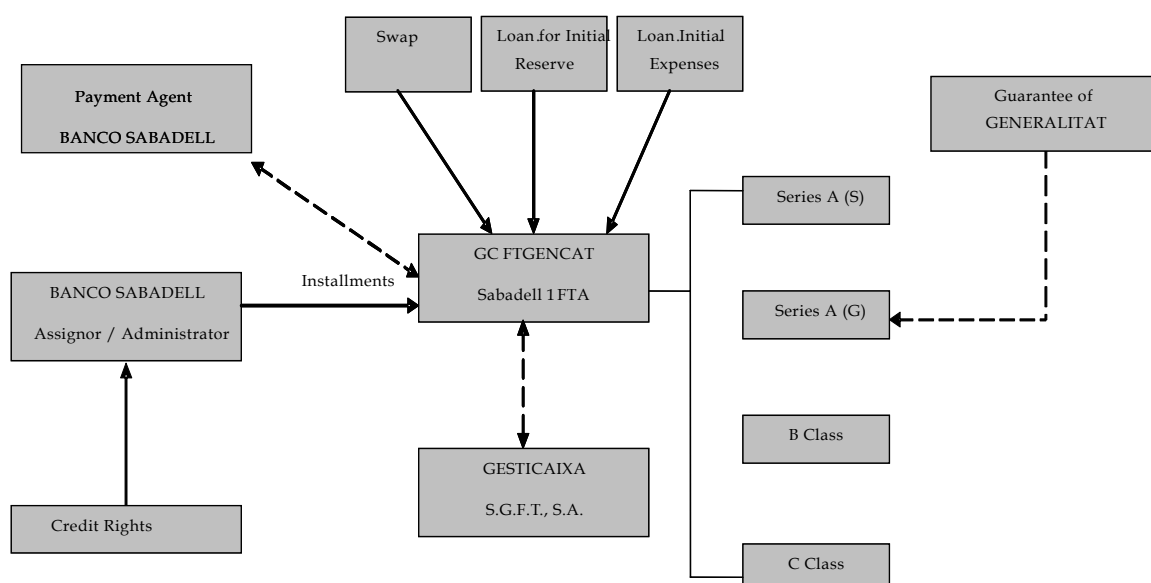 Swap
Loan.for Initial
Reserve
Loan.Initial
Expenses
Payment Agent
BANCO SABADELL
Guarantee of
GENERALITAT
Series A (S)
GC FTGENCAT
Sabadell 1 FTA
Installments
BANCO SABADELL
Assignor / Administrator
Series A (G)
B Class
GESTICAIXA
S.G.F.T., S.A.
Credit Rights
C Class